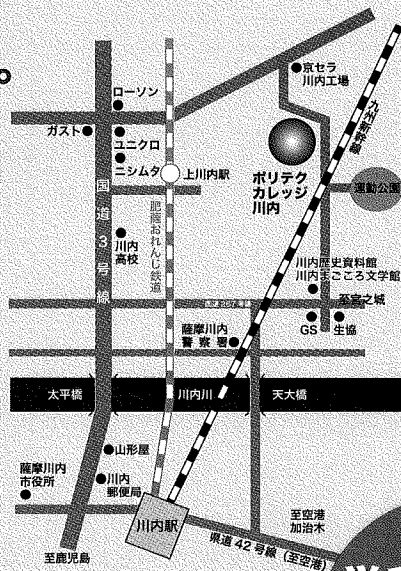 京セラ
川内工場
ローソン
ガスト
ユニクロ
ニシムタ
上川内駅
九州新幹線
ポリテク
カレッジ
川内
運動公園
国道3号線
肥薩おれんじ鉄道
川内
高校
川内歴史資料館
川内まごころ文学館
国道267号線
至宮之城
GS
生協
薩摩川内
警察署
太平橋
川内川
天大橋
山形屋
薩摩川内
市役所
川内
郵便局
川内駅
至空港
加治木
県道42号線(至空港)
至鹿児島